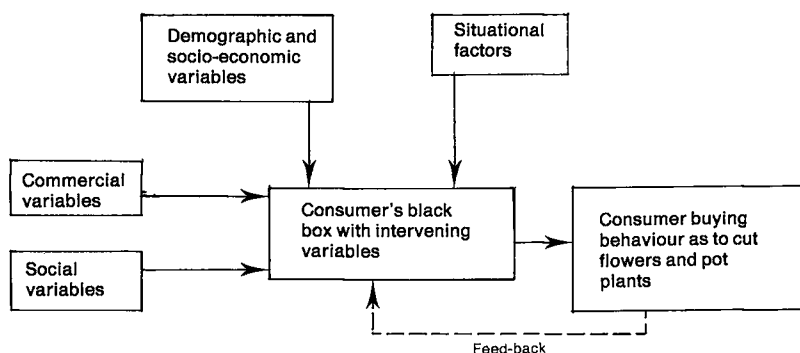 Demographic and
socio-economic
variables
Situational
factors
Commercial
variables
Social
variables
Consumer's black
box with intervening
variables
Consumer buying
behaviour as to cut
flowers and pot
plants
Feed-back